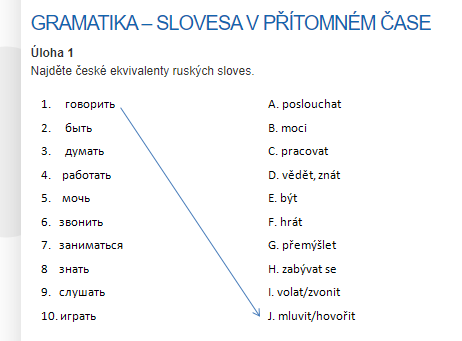 GRAMATIKA – SLOVESA V PŘÍTOMNÉM ČASE
Úloha 1
Najděte české ekvivalenty ruských sloves.
1. говорить A. poslouchat
2. быть B. moci
3. думать C. pracovat
4. работать D. vědět, znát
5. мочь E. být
6. звонить F. hrát
7. заниматься G. přemýšlet
8 знать H. zabývat se
9. слушать I. volat/zvonit
10. играть J. mluvit/hovořit